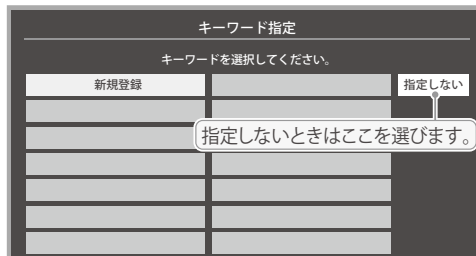 キーワード指定
キーワードを選択してください。
新規登録
指定しない
指定しないときはここを選びます。